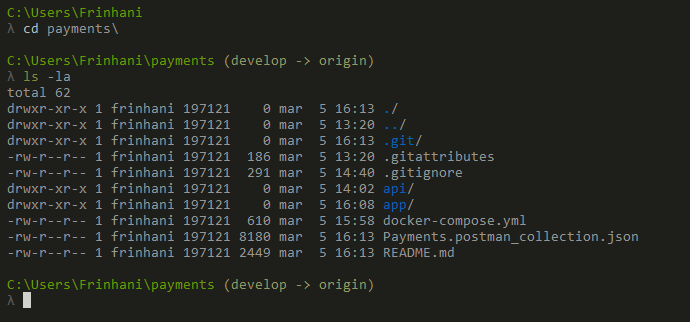 C:\Users\Frinhani
λ cd payments\
C:\Users\Frinhani\payments (develop -> origin)
λ ls -la
total 62
drwxr-xr-x 1 frinhani 197121    0 mar  5 16:13 ./
drwxr-xr-x 1 frinhani 197121    0 mar  5 13:20 ../
drwxr-xr-x 1 frinhani 197121    0 mar  5 16:13 .git/
-rw-r--r-- 1 frinhani 197121  186 mar  5 13:20 .gitattributes
-rw-r--r-- 1 frinhani 197121  291 mar  5 14:40 .gitignore
drwxr-xr-x 1 frinhani 197121    0 mar  5 14:02 api/
drwxr-xr-x 1 frinhani 197121    0 mar  5 16:08 app/
-rw-r--r-- 1 frinhani 197121  610 mar  5 15:58 docker-compose.yml
-rw-r--r-- 1 frinhani 197121 8180 mar  5 16:13 Payments.postman_collection.json
-rw-r--r-- 1 frinhani 197121 2449 mar  5 16:13 README.md
C:\Users\Frinhani\payments (develop -> origin)
λ